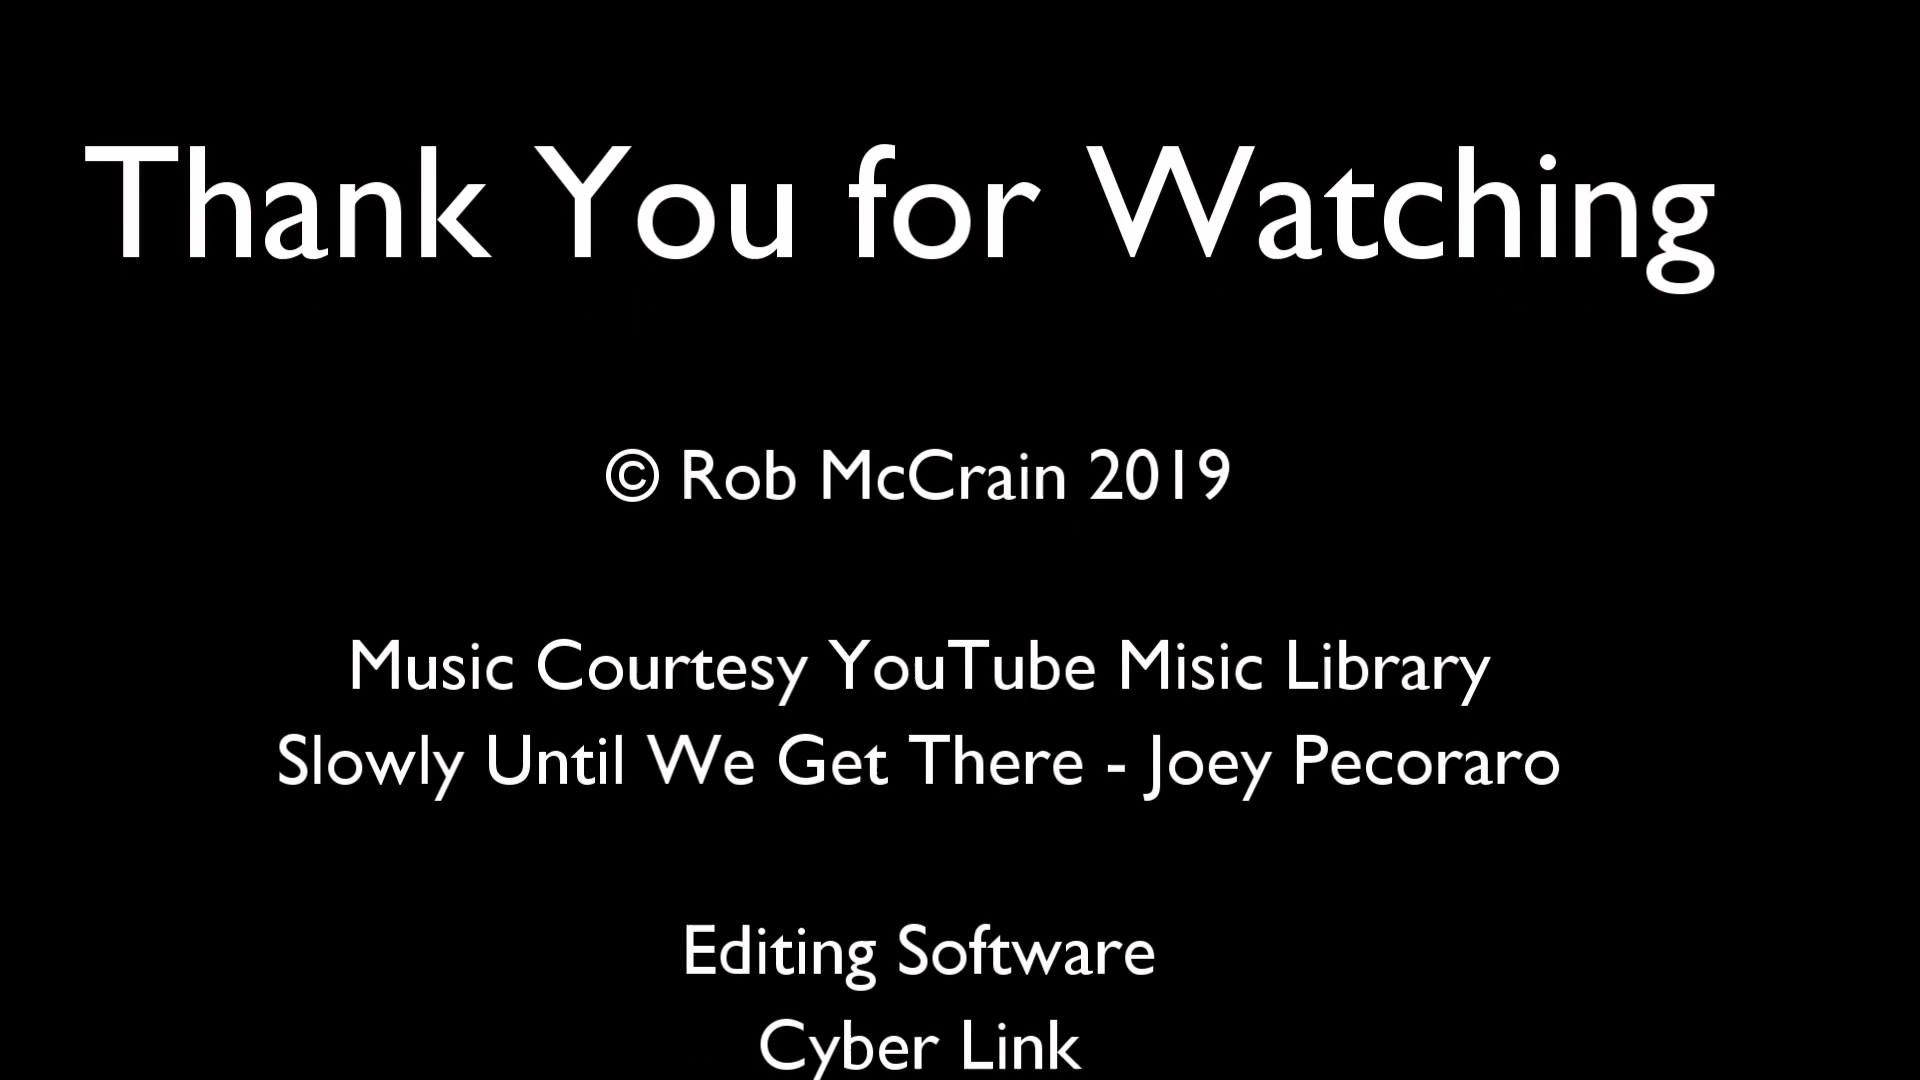 Thank You for Watching
© Rob McCrain 2019
Music Courtesy YouTube Misic Library
Slowly Until We Get There - Joey Pecoraro
Editing Software
Cyber Link